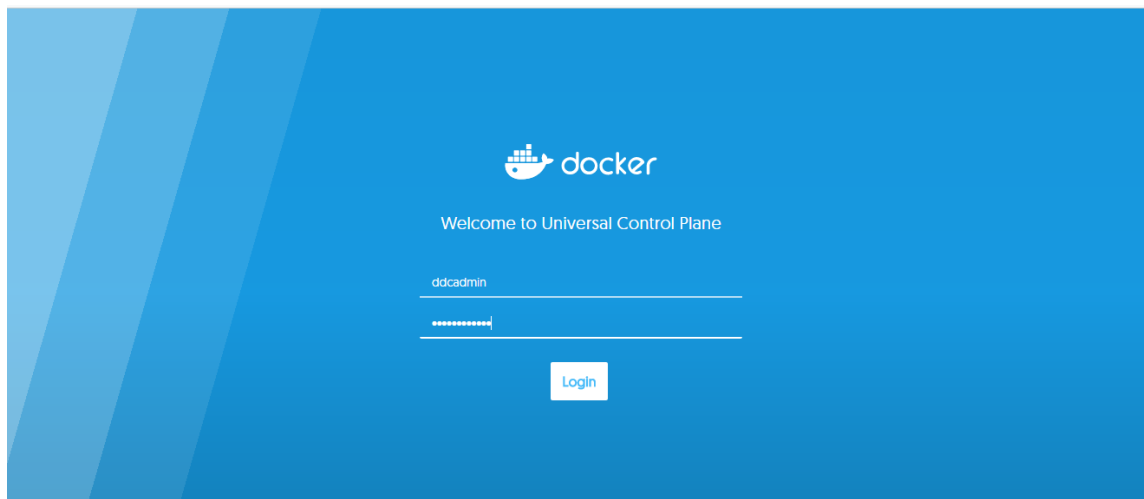 docker
Welcome to Universal Control Plane
ddcadmin
••••••••••••
Login